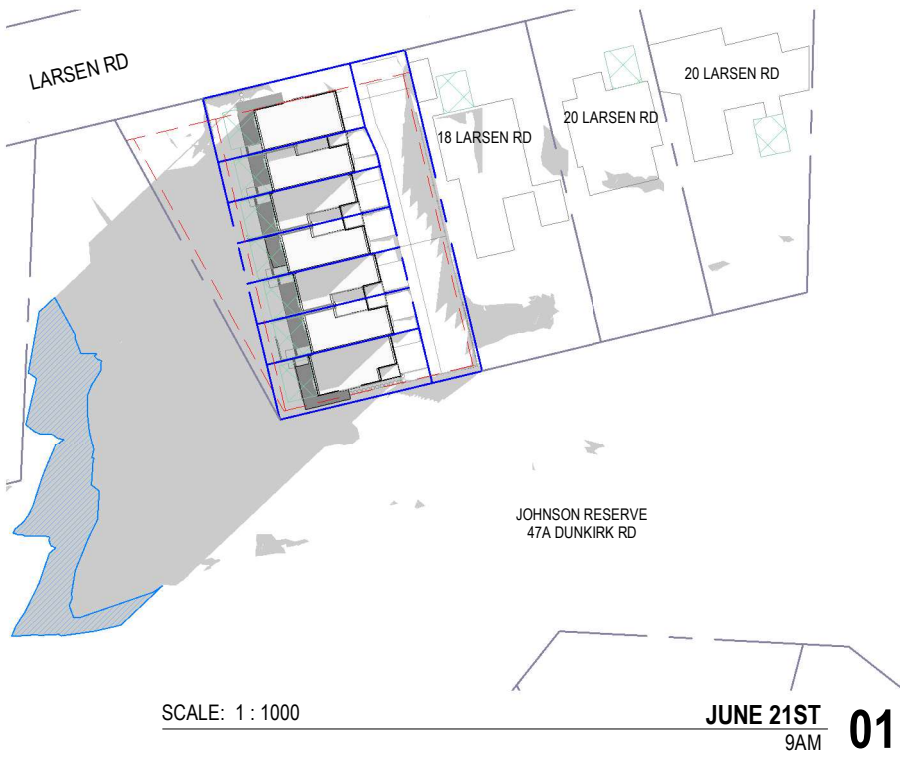 LARSEN RD
20 LARSEN RD
20 LARSEN RD
18 LARSEN RD
JOHNSON RESERVE
47A DUNKIRK RD
SCALE: 1 : 1000
JUNE 21ST
9AM
01